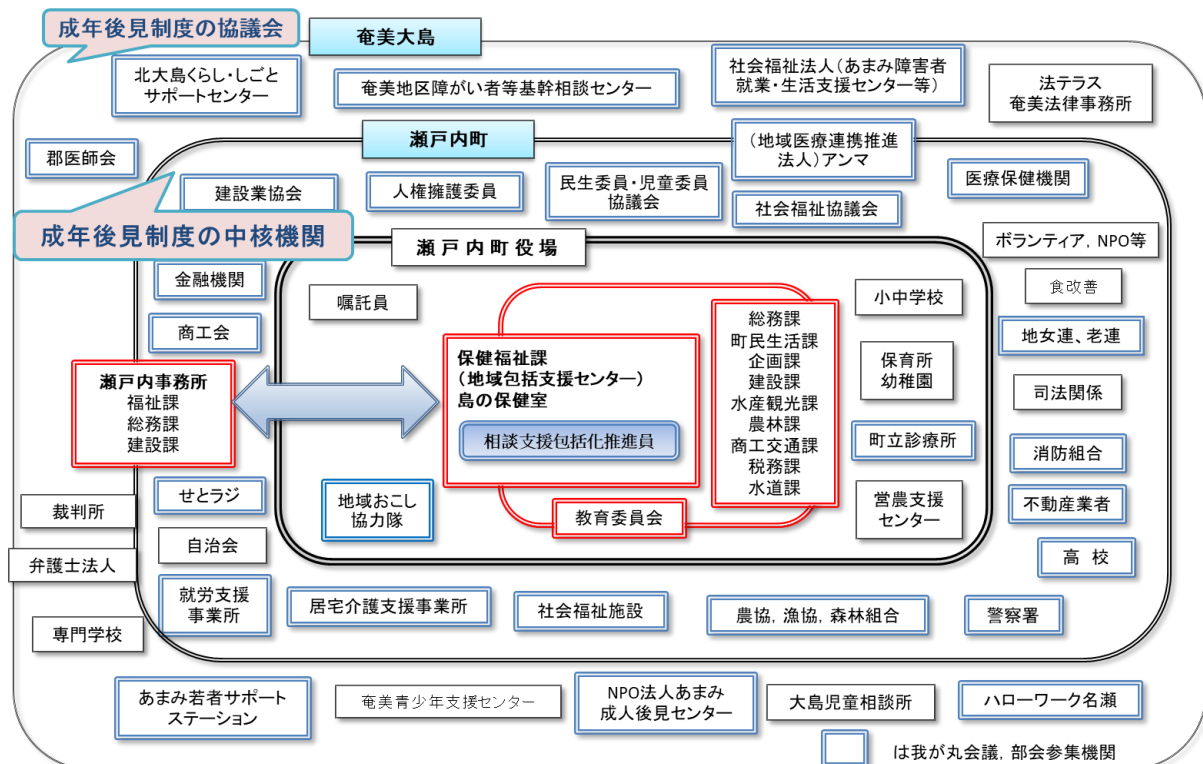 成年後見制度の協議会
奄美大島
北大島くらし・しごと
サポートセンター
奄美地区障がい者等基幹相談センター
社会福祉法人(あまみ障害者
就業・生活支援センター等)
法テラス
奄美法律事務所
郡医師会
瀬戸内町
(地域医療連携推進
法人)アンマ
建設業協会
人権擁護委員
民生委員・児童委員
協議会
社会福祉協議会
医療保健機関
成年後見制度の中核機関
瀬戸内町役場
ボランティア, NPO等
金融機関
嘱託員
小中学校
食改善
商工会
地女連、老連
瀬戸内事務所
福祉課
総務課
建設課
保健福祉課
(地域包括支援センター)
島の保健室
相談支援包括化推進員
総務課
町民生活課
企画課
建設課
水産観光課
農林課
商工交通課
税務課
水道課
保育所
幼稚園
司法関係
町立診療所
消防組合
せとラジ
地域おこし
協力隊
教育委員会
営農支援
センター
不動産業者
裁判所
自治会
高 校
弁護士法人
就労支援
事業所
居宅介護支援事業所
社会福祉施設
農協, 漁協, 森林組合
警察署
専門学校
あまみ若者サポート
ステーション
奄美青少年支援センター
NPO法人あまみ
成人後見センター
大島児童相談所
ハローワーク名瀬
は我が丸会議, 部会参集機関